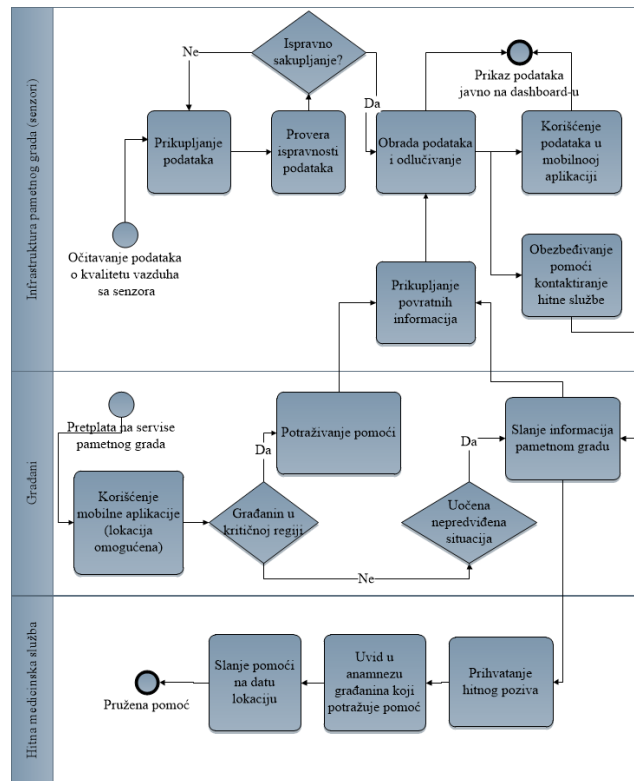 Infrastruktura pametnog grada (senzori)
Ispravno
sakupljanje?
Ne
Da
Prikupljanje
podataka
Provera
ispravnosti
podataka
Obrada podataka
i odlučivanje
Prikaz podataka
javno na dashboard-u
Korišćenje
podataka u
mobilnooj
aplikaciji
Očitavanje podataka
o kvalitetu vazduha
sa senzora
Obezbeđivanje
pomoći
kontaktiranje
hitne službe
Prikupljanje
povratnih
informacija
Građani
Pretplata na servise
pametnog grada
Potraživanje pomoći
Slanje informacija
pametnom gradu
Da
Da
Korišćenje
mobilne aplikacije
(lokacija
omogućena)
Građanin u
kritičnoj regiji
Uočena
nepredviđena
situacija
Ne
Hitna medicinska služba
Slanje pomoći
na datu
lokaciju
Uvid u
anamnezu
građanina koji
potražuje pomoć
Prihvatanje
hitnog poziva
Pružena pomoć